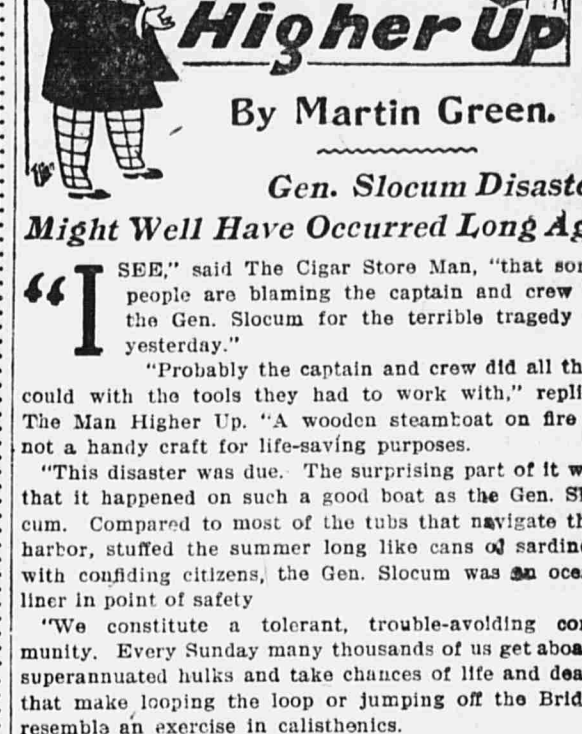 Higher Up
By Martin Green.
Gen. Slocum Disaste
Might Well Have Occurred Long Ag
"I SEE," said The Cigar Store Man, "that som
people are blaming the captain and crew
the Gen. Slocum for the terrible tragedy
yesterday."
"Probably the captain and crew did all th
could with the tools they had to work with," repli
The Man Higher Up. "A wooden steamboat on fire
not a handy craft for life-saving purposes.
"This disaster was due. The surprising part of it w
that it happened on such a good boat as the Gen. Sl
cum. Compared to most of the tubs that navigate th
harbor, stuffed the summer long like cans of sardine
with confiding citizens, the Gen. Slocum was an ocea
liner in point of safety
"We constitute a tolerant, trouble-avoiding com
munity. Every Sunday many thousands of us get aboa
superannuated hulks and take chances of life and dea
that make looping the loop or jumping off the Brid
resembla an exercise in calisthenics.